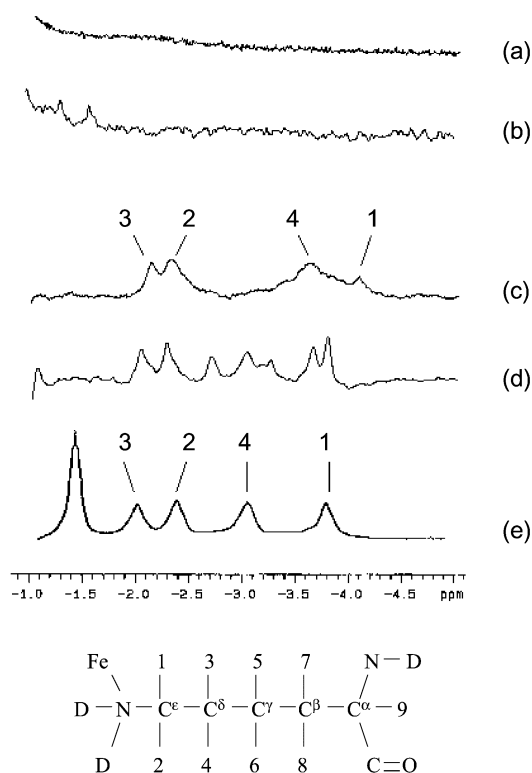 (a)
(b)
3 2 4 1
(c)
(d)
3 2 4 1
(e)
-1.0 -1.5 -2.0 -2.5 -3.0 -3.5 -4.0 -4.5 ppm
Fe 1 3 5 7 N D
D N Cε Cδ Cγ Cβ Cα 9
D 2 4 6 8 C=O